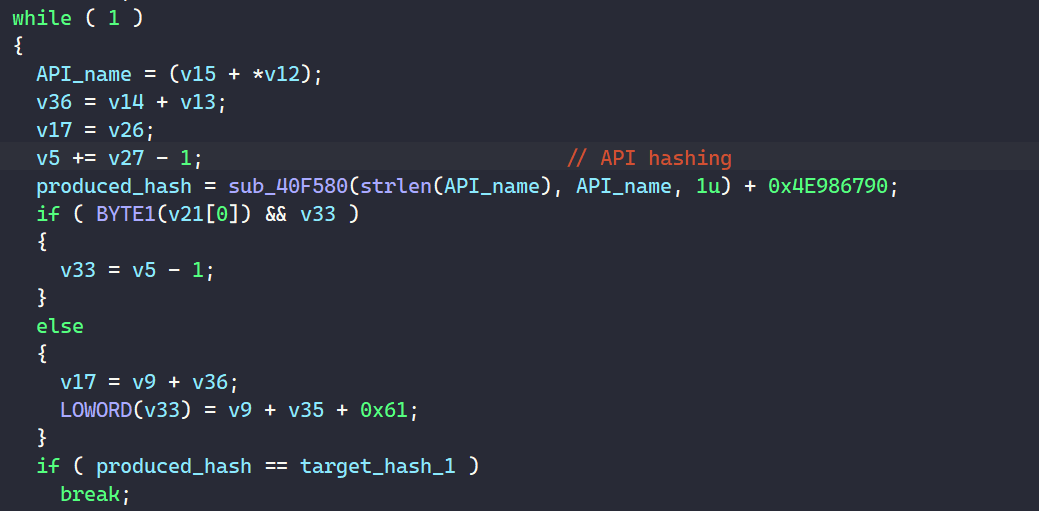 while ( 1 )
{
API_name = (v15 + *v12);
v36 = v14 + v13;
v17 = v26;
v5 += v27 - 1; // API hashing
produced_hash = sub_40F580(strlen(API_name), API_name, 1u) + 0x4E986790;
if ( BYTE1(v21[0]) && v33 )
{
v33 = v5 - 1;
}
else
{
v17 = v9 + v36;
LOWORD(v33) = v9 + v35 + 0x61;
}
if ( produced_hash == target_hash_1 )
break;